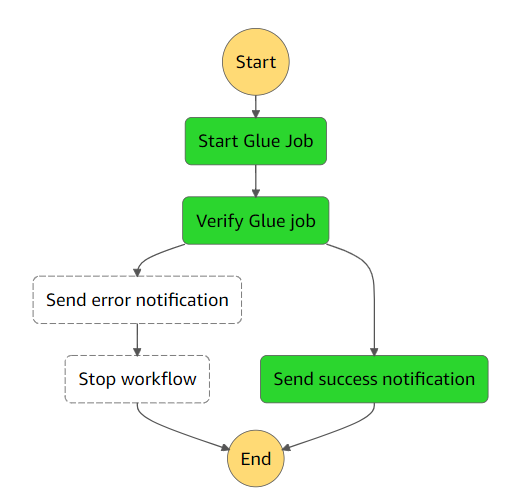 Start
Start Glue Job
Verify Glue job
Send error notification
Stop workflow
Send success notification
End